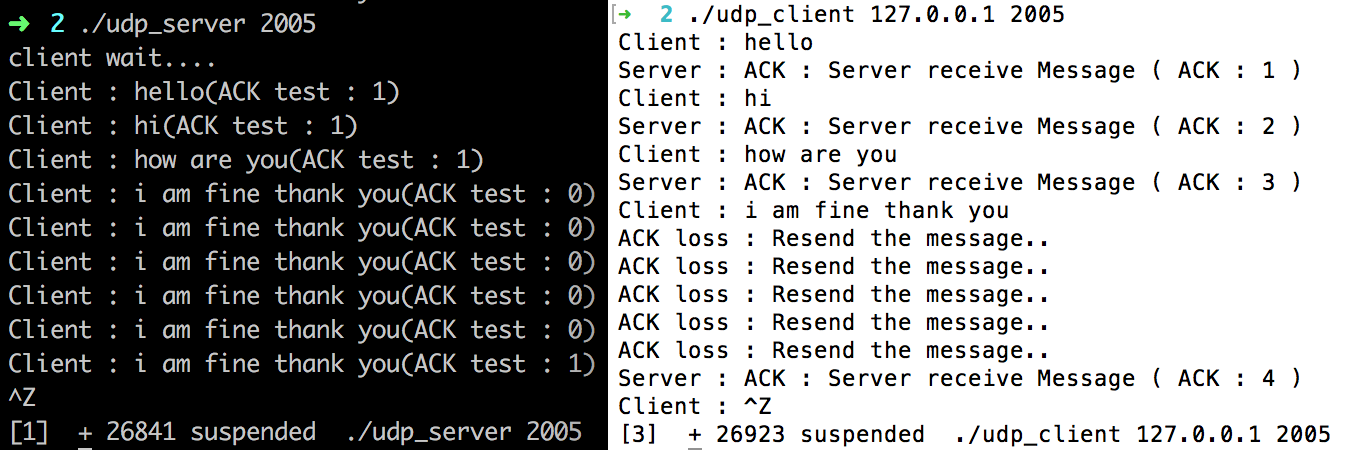 ➜ 2 ./udp_server 2005
client wait....
Client : hello(ACK test : 1)
Client : hi(ACK test : 1)
Client : how are you(ACK test : 1)
Client : i am fine thank you(ACK test : 0)
Client : i am fine thank you(ACK test : 0)
Client : i am fine thank you(ACK test : 0)
Client : i am fine thank you(ACK test : 0)
Client : i am fine thank you(ACK test : 0)
Client : i am fine thank you(ACK test : 1)
^Z
[1]  + 26841 suspended  ./udp_server 2005
[➜ 2 ./udp_client 127.0.0.1 2005
Client : hello
Server : ACK : Server receive Message ( ACK : 1 )
Client : hi
Server : ACK : Server receive Message ( ACK : 2 )
Client : how are you
Server : ACK : Server receive Message ( ACK : 3 )
Client : i am fine thank you
ACK loss : Resend the message..
ACK loss : Resend the message..
ACK loss : Resend the message..
ACK loss : Resend the message..
ACK loss : Resend the message..
Server : ACK : Server receive Message ( ACK : 4 )
Client : ^Z
[3]  + 26923 suspended  ./udp_client 127.0.0.1 2005